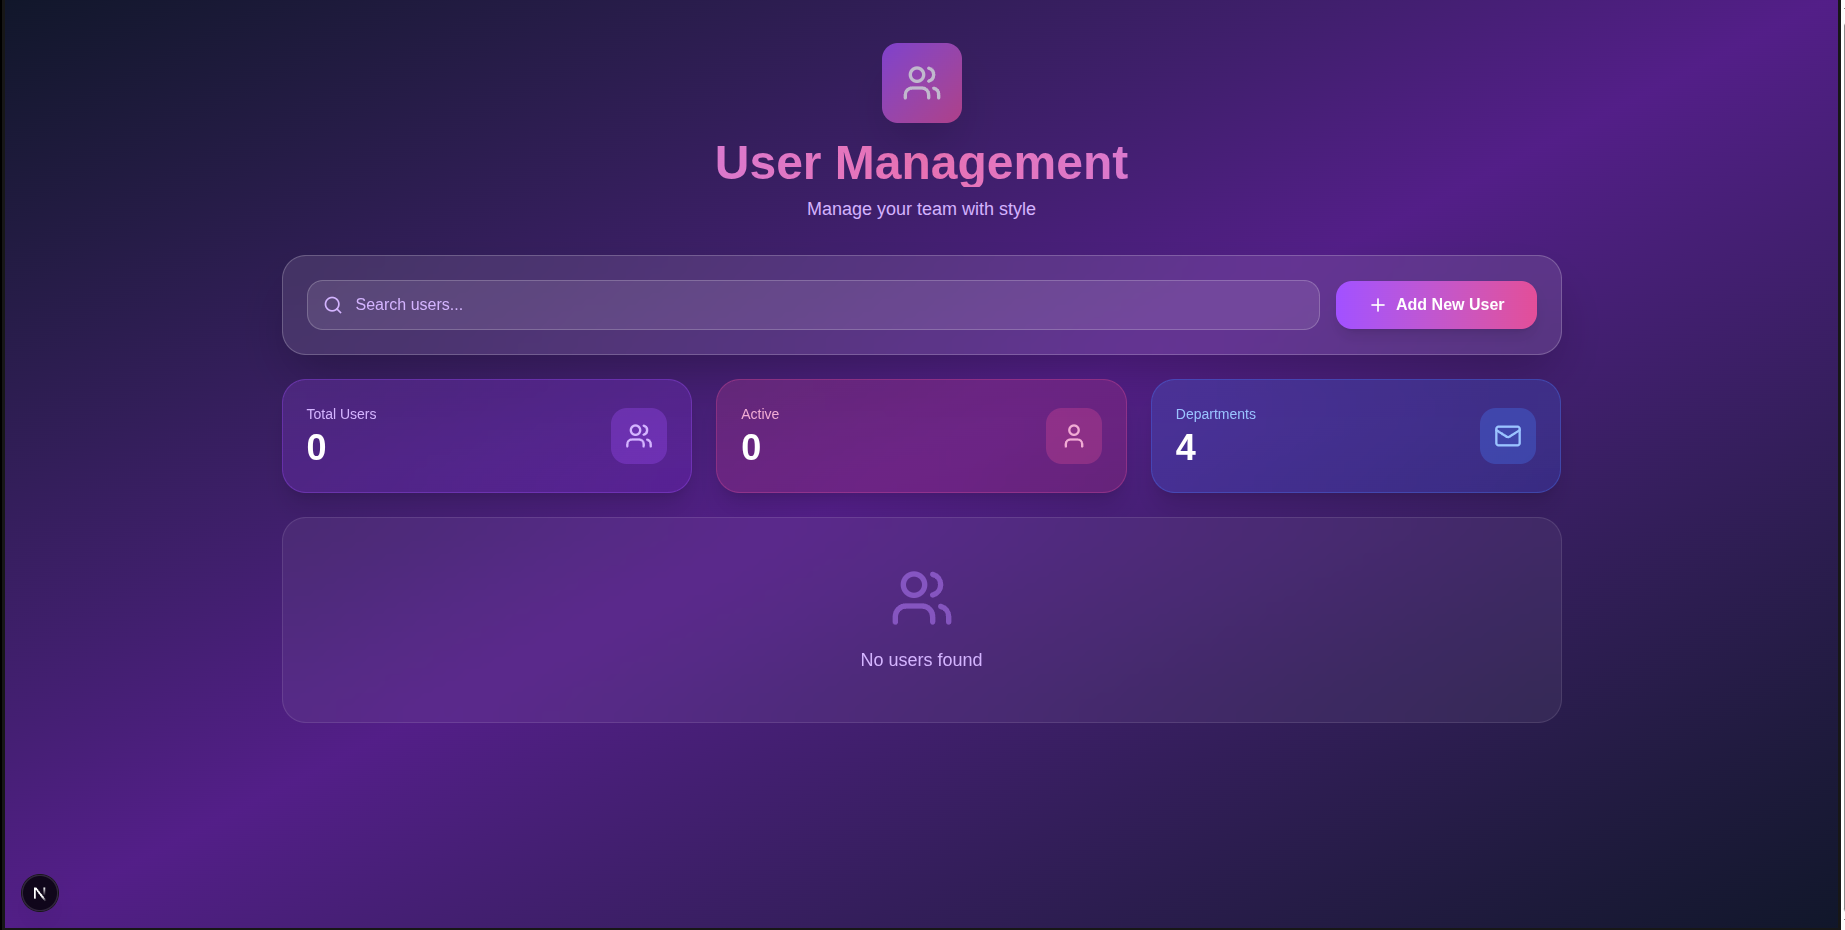 User Management
Manage your team with style
Search users...
Add New User
Total Users
0
Active
0
Departments
4
No users found
N